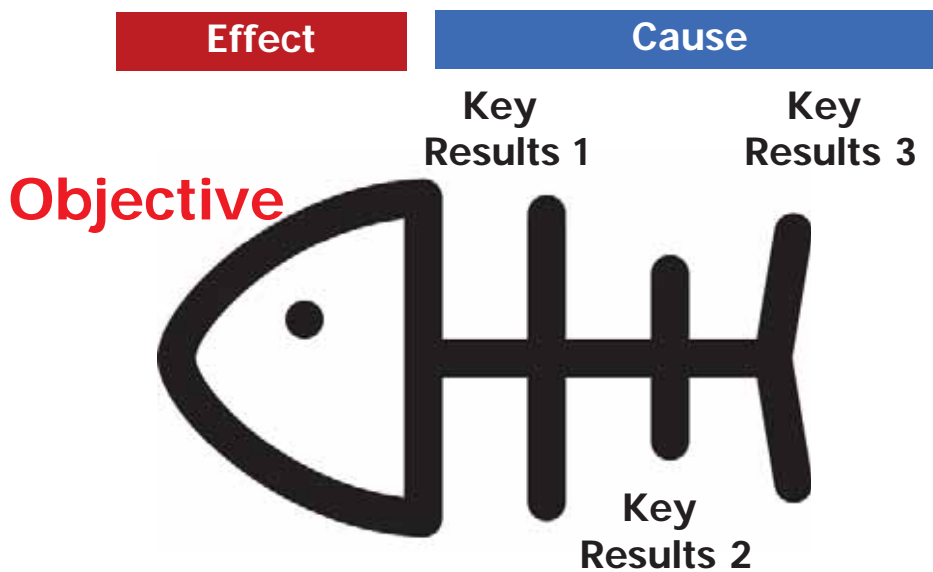 Effect
Cause
Key
Results 1
Key
Results 3
Objective
Key
Results 2